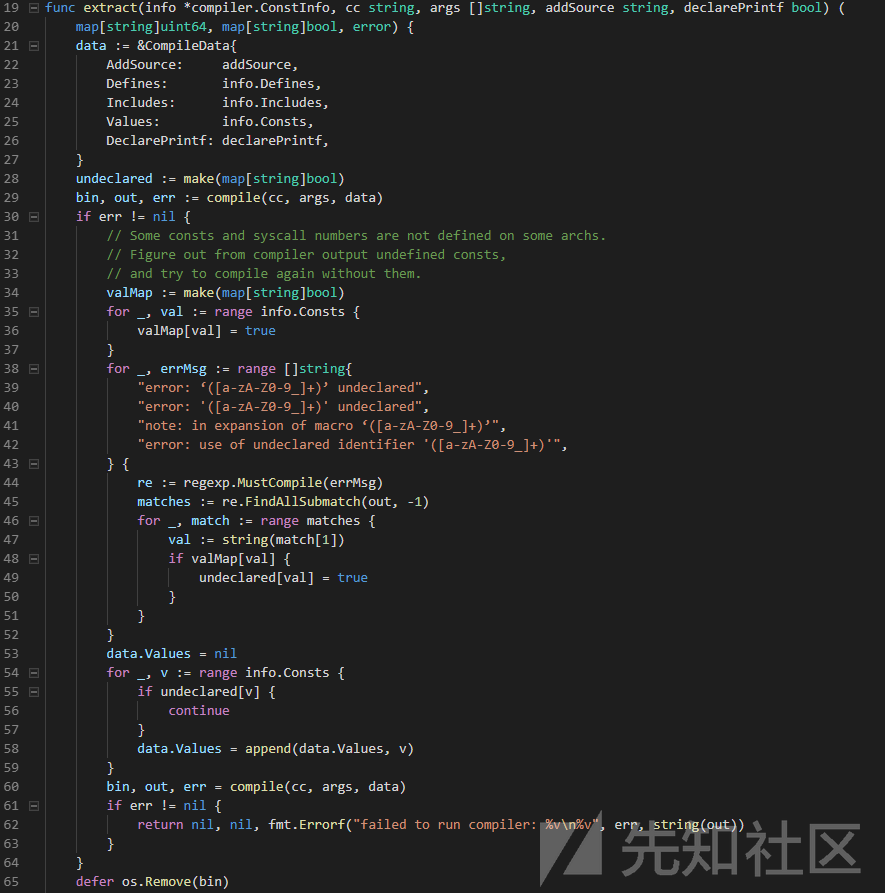 19 func extract(info *compiler.ConstInfo, cc string, args []string, addSource string, declarePrintf bool) (
20     map[string]uint64, map[string]bool, error) {
21     data := &CompileData{
22         AddSource:     addSource,
23         Defines:       info.Defines,
24         Includes:      info.Includes,
25         Values:        info.Consts,
26         DeclarePrintf: declarePrintf,
27     }
28     undeclared := make(map[string]bool)
29     bin, out, err := compile(cc, args, data)
30     if err != nil {
31         // Some consts and syscall numbers are not defined on some archs.
32         // Figure out from compiler output undefined consts,
33         // and try to compile again without them.
34         valMap := make(map[string]bool)
35         for _, val := range info.Consts {
36             valMap[val] = true
37         }
38         for _, errMsg := range []string{
39             "error: ‘([a-zA-Z0-9_]+)’ undeclared",
40             "error: '([a-zA-Z0-9_]+)' undeclared",
41             "note: in expansion of macro ‘([a-zA-Z0-9_]+)’",
42             "error: use of undeclared identifier '([a-zA-Z0-9_]+)'",
43         } {
44             re := regexp.MustCompile(errMsg)
45             matches := re.FindAllSubmatch(out, -1)
46             for _, match := range matches {
47                 val := string(match[1])
48                 if valMap[val] {
49                     undeclared[val] = true
50                 }
51             }
52         }
53         data.Values = nil
54         for _, v := range info.Consts {
55             if undeclared[v] {
56                 continue
57             }
58             data.Values = append(data.Values, v)
59         }
60         bin, out, err = compile(cc, args, data)
61         if err != nil {
62             return nil, nil, fmt.Errorf("failed to run compiler: %v\n%v", err, string(out))
63         }
64     }
65     defer os.Remove(bin)
先知社区